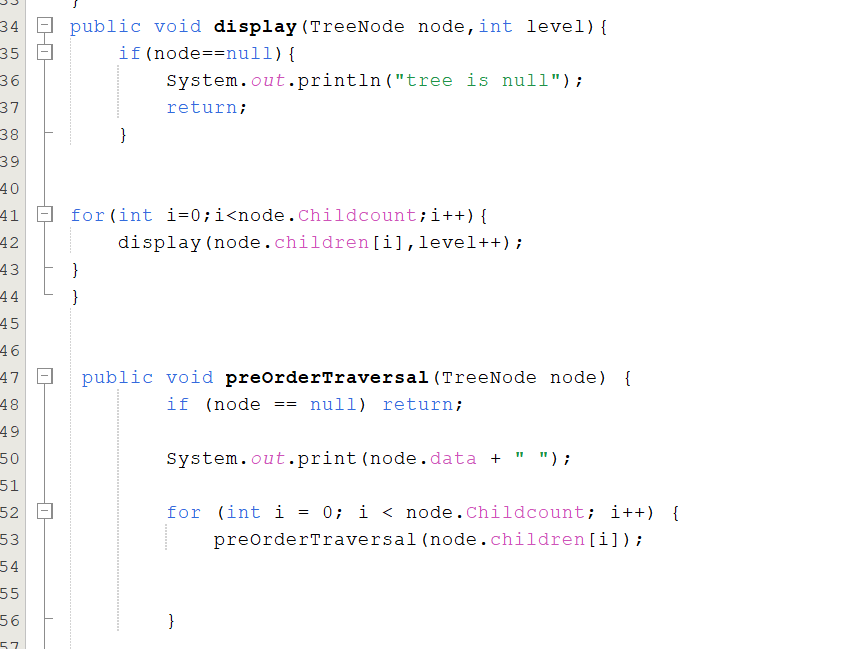 33 }
34 public void display(TreeNode node,int level){
35 if(node==null){
36 System.out.println("tree is null");
37 return;
38 }
39
40
41 for(int i=0;i<node.Childcount;i++){
42 display(node.children[i],level++);
43 }
44 }
45
46
47 public void preOrderTraversal(TreeNode node) {
48 if (node == null) return;
49
50 System.out.print(node.data + " ");
51
52 for (int i = 0; i < node.Childcount; i++) {
53 preOrderTraversal(node.children[i]);
54
55
56 }
57